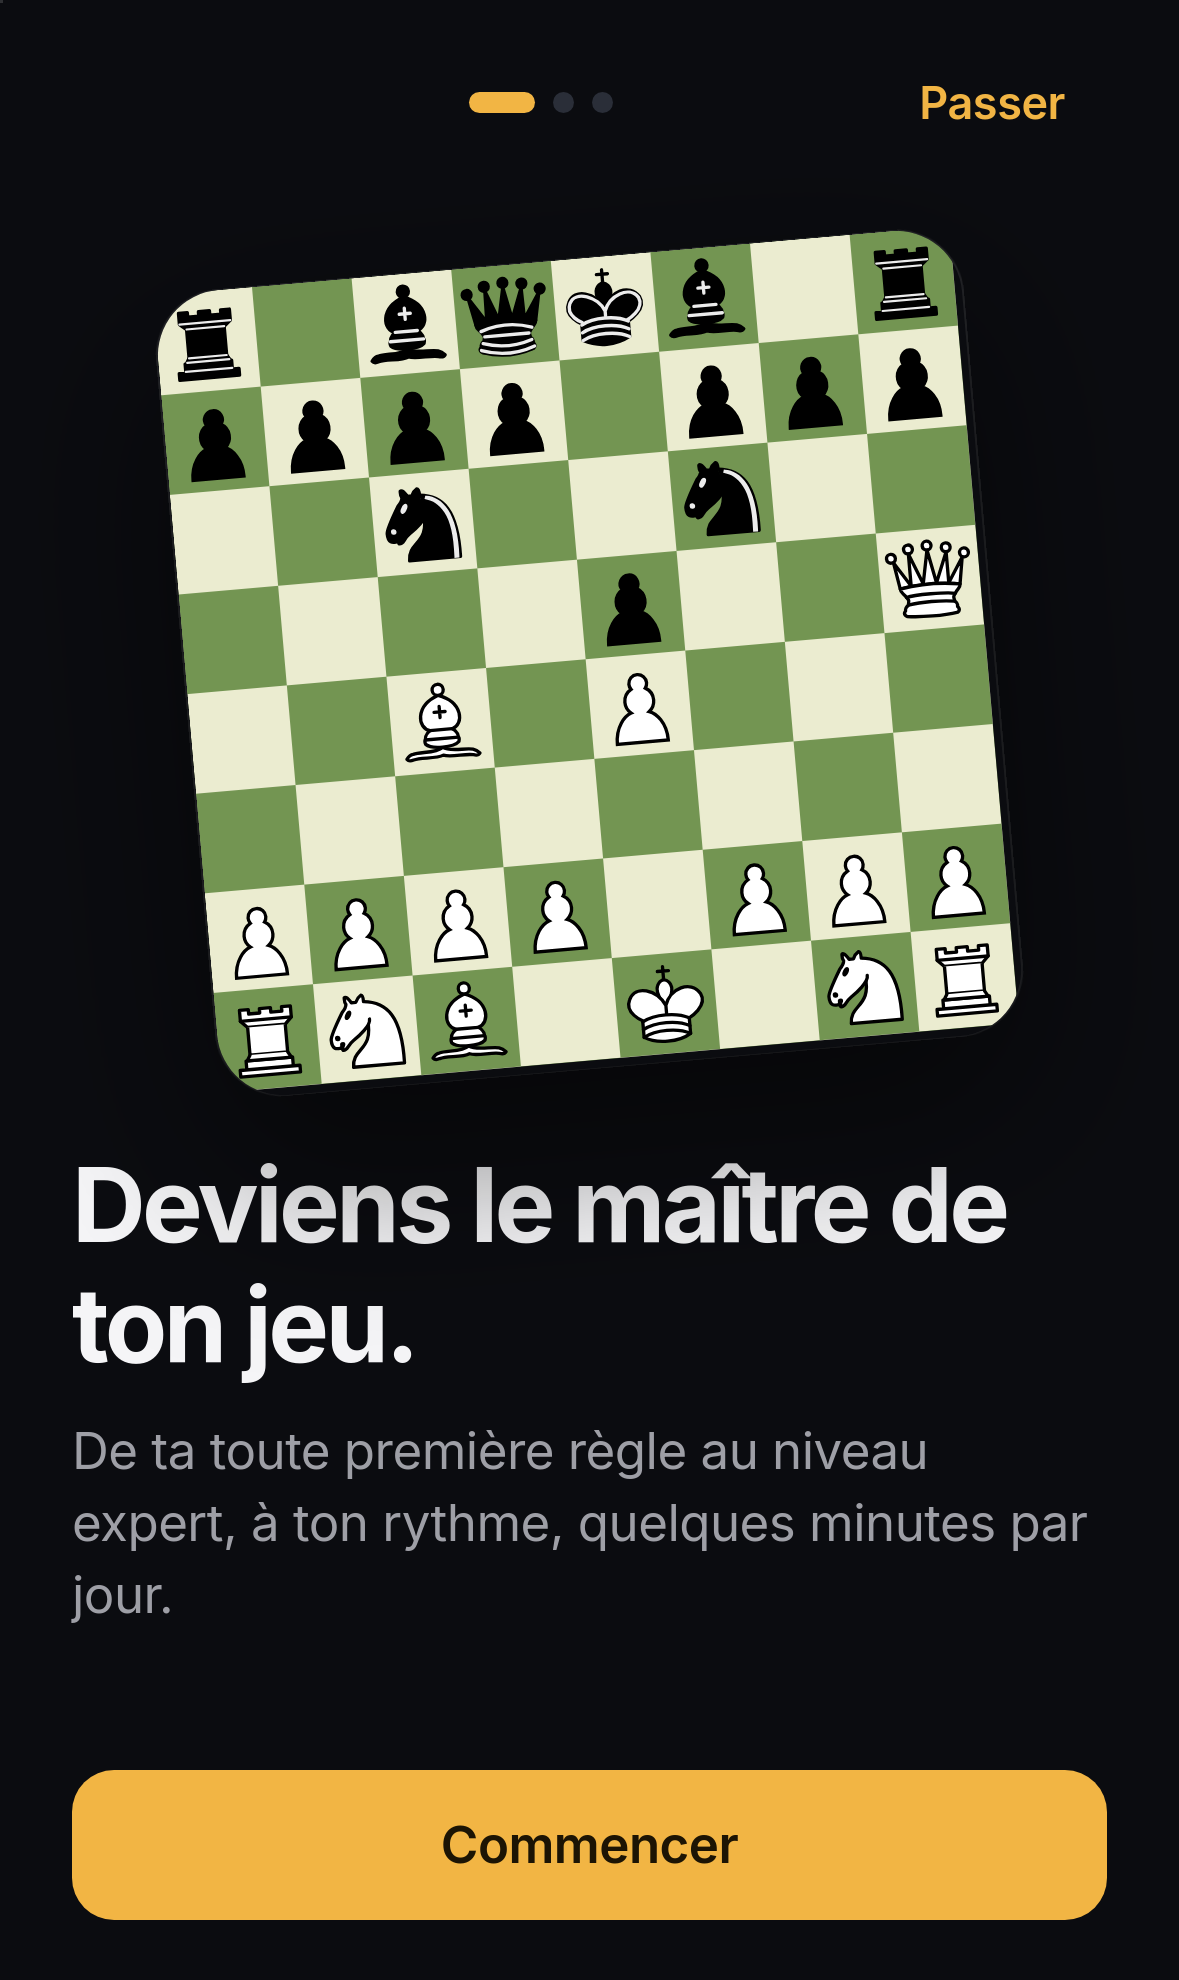 Passer
Deviens le maître de
ton jeu.
De ta toute première règle au niveau
expert, à ton rythme, quelques minutes par
jour.
Commencer